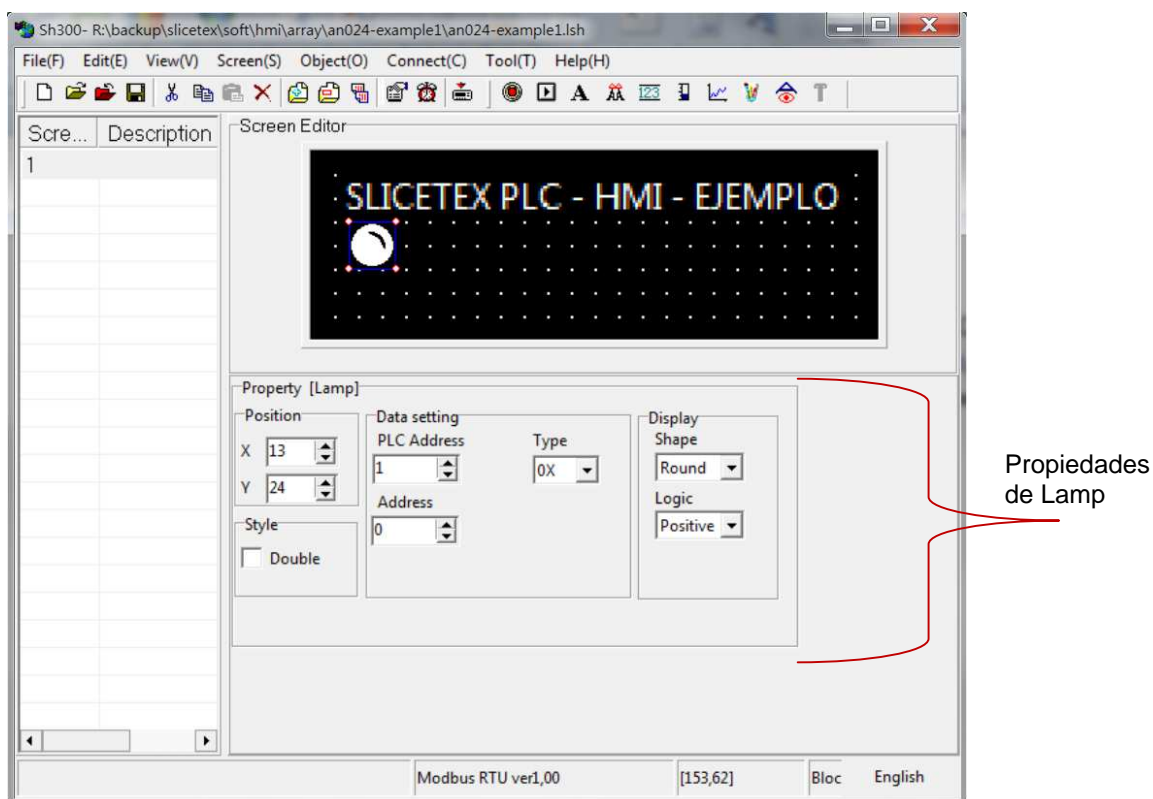 Sh300- R:\backup\slicetex\soft\hmi\array\an024-example1\an024-example1.lsh
File(F) Edit(E) View(V) Screen(S) Object(O) Connect(C) Tool(T) Help(H)
A 123 T
Scre... Description
1
Screen Editor
SLICETEX PLC - HMI - EJEMPLO
Property [Lamp]
Position
X 13
Y 24
Style
Double
Data setting
PLC Address Type
1 0X
Address
0
Display
Shape
Round
Logic
Positive
Propiedades
de Lamp
Modbus RTU ver1,00 [153,62] Bloc English